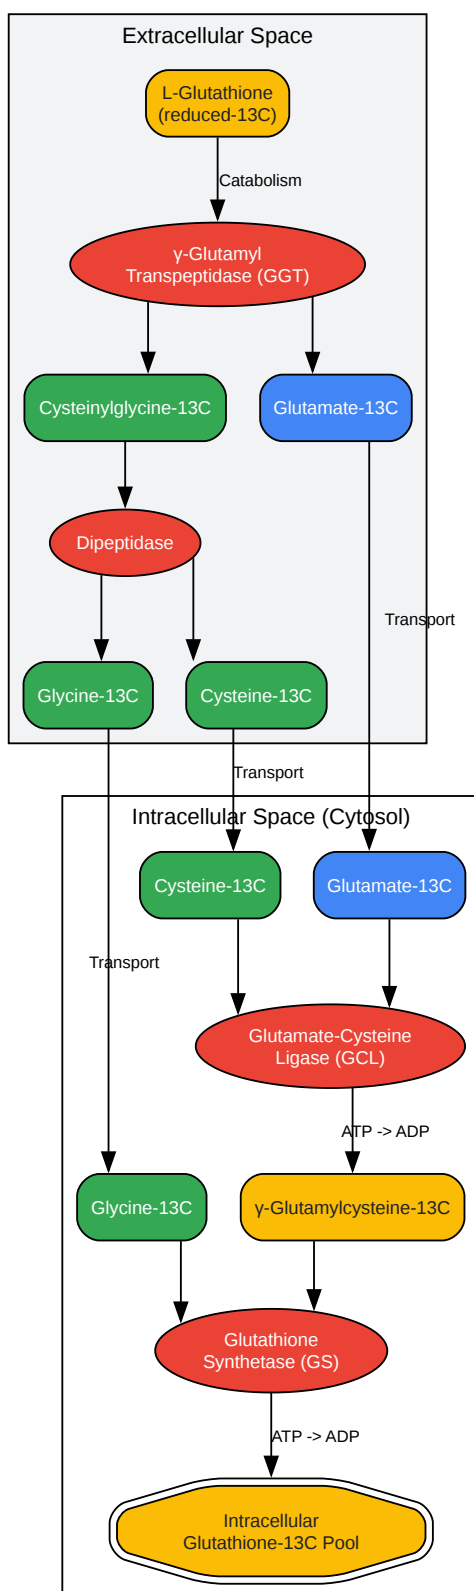 Extracellular Space
L-Glutathione
(reduced-13C)
Catabolism
γ-Glutamyl
Transpeptidase (GGT)
Cysteinylglycine-13C
Glutamate-13C
Dipeptidase
Transport
Glycine-13C
Cysteine-13C
Transport
Intracellular Space (Cytosol)
Cysteine-13C
Glutamate-13C
Transport
Glutamate-Cysteine
Ligase (GCL)
ATP -> ADP
Glycine-13C
γ-Glutamylcysteine-13C
Glutathione
Synthetase (GS)
ATP -> ADP
Intracellular
Glutathione-13C Pool